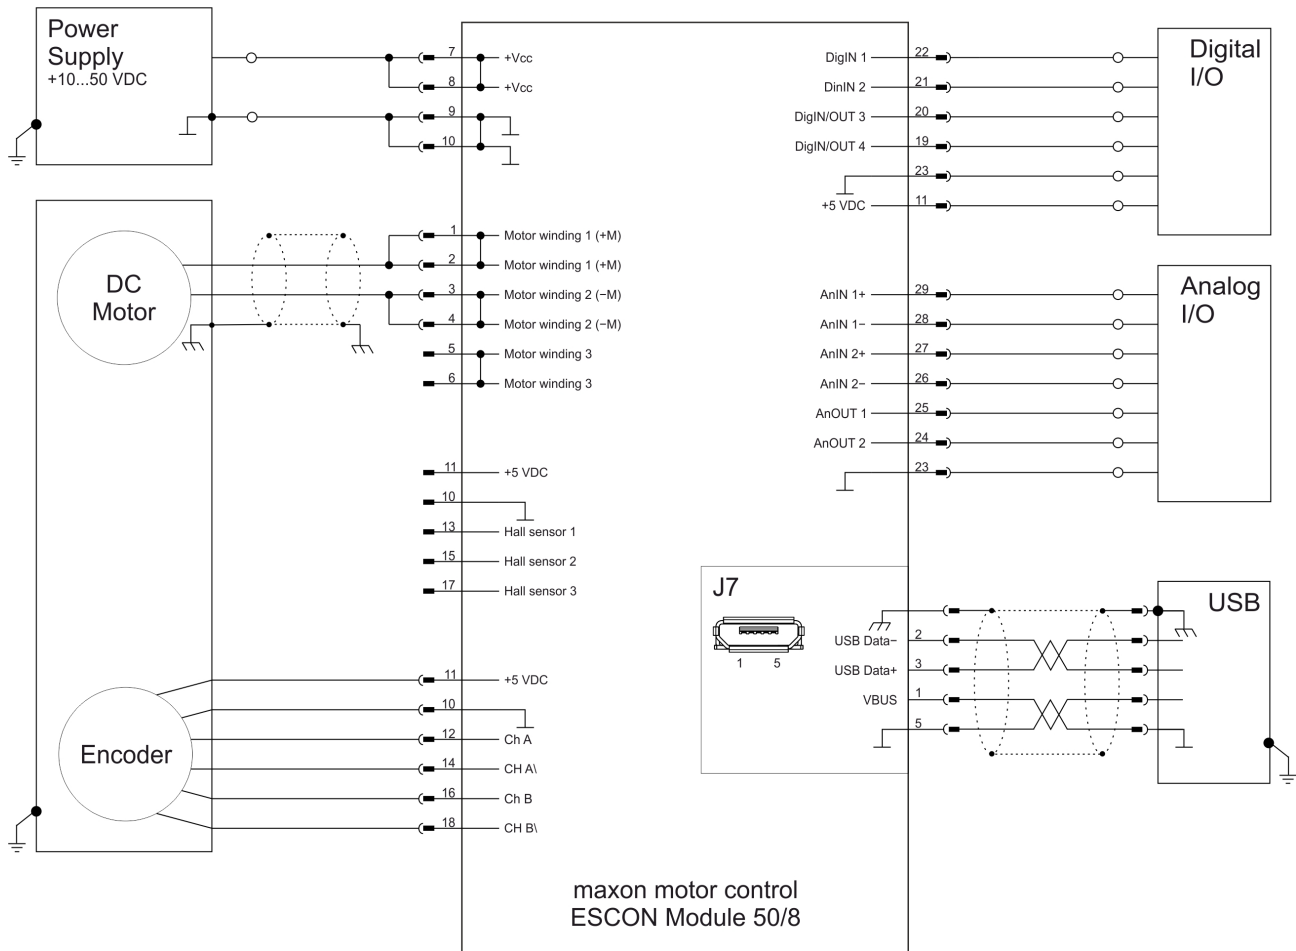 Power
Supply
+10...50 VDC
7 +Vcc
8 +Vcc
9
10
DC
Motor
1 Motor winding 1 (+M)
2 Motor winding 1 (+M)
3 Motor winding 2 (−M)
4 Motor winding 2 (−M)
5 Motor winding 3
6 Motor winding 3
11 +5 VDC
10
13 Hall sensor 1
15 Hall sensor 2
17 Hall sensor 3
Encoder
11 +5 VDC
10
12 Ch A
14 CH A\
16 Ch B
18 CH B\
DigIN 1 22
DinIN 2 21
DigIN/OUT 3 20
DigIN/OUT 4 19
23
+5 VDC 11
Digital
I/O
AnIN 1+ 29
AnIN 1− 28
AnIN 2+ 27
AnIN 2− 26
AnOUT 1 25
AnOUT 2 24
23
Analog
I/O
J7
1 5
USB Data− 2
USB Data+ 3
VBUS 1
5
USB
maxon motor control
ESCON Module 50/8